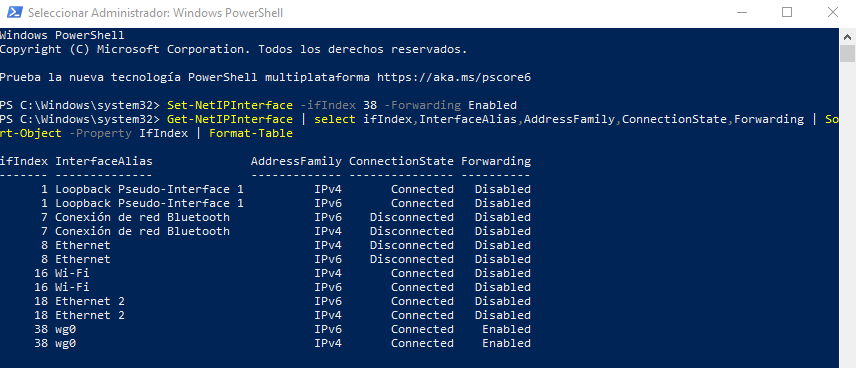 Seleccionar Administrador: Windows PowerShell
Windows PowerShell
Copyright (C) Microsoft Corporation. Todos los derechos reservados.
Prueba la nueva tecnología PowerShell multiplataforma https://aka.ms/pscore6
PS C:\Windows\system32> Set-NetIPInterface -ifIndex 38 -Forwarding Enabled
PS C:\Windows\system32> Get-NetIPInterface | select ifIndex,InterfaceAlias,AddressFamily,ConnectionState,Forwarding | So
rt-Object -Property IfIndex | Format-Table
ifIndex InterfaceAlias AddressFamily ConnectionState Forwarding
------- -------------- ------------- --------------- ----------
1 Loopback Pseudo-Interface 1 IPv4 Connected Disabled
1 Loopback Pseudo-Interface 1 IPv6 Connected Disabled
7 Conexión de red Bluetooth IPv6 Disconnected Disabled
7 Conexión de red Bluetooth IPv4 Disconnected Disabled
8 Ethernet IPv4 Disconnected Disabled
8 Ethernet IPv6 Disconnected Disabled
16 Wi-Fi IPv4 Connected Disabled
16 Wi-Fi IPv6 Connected Disabled
18 Ethernet 2 IPv6 Connected Disabled
18 Ethernet 2 IPv4 Connected Disabled
38 wg0 IPv6 Connected Enabled
38 wg0 IPv4 Connected Enabled